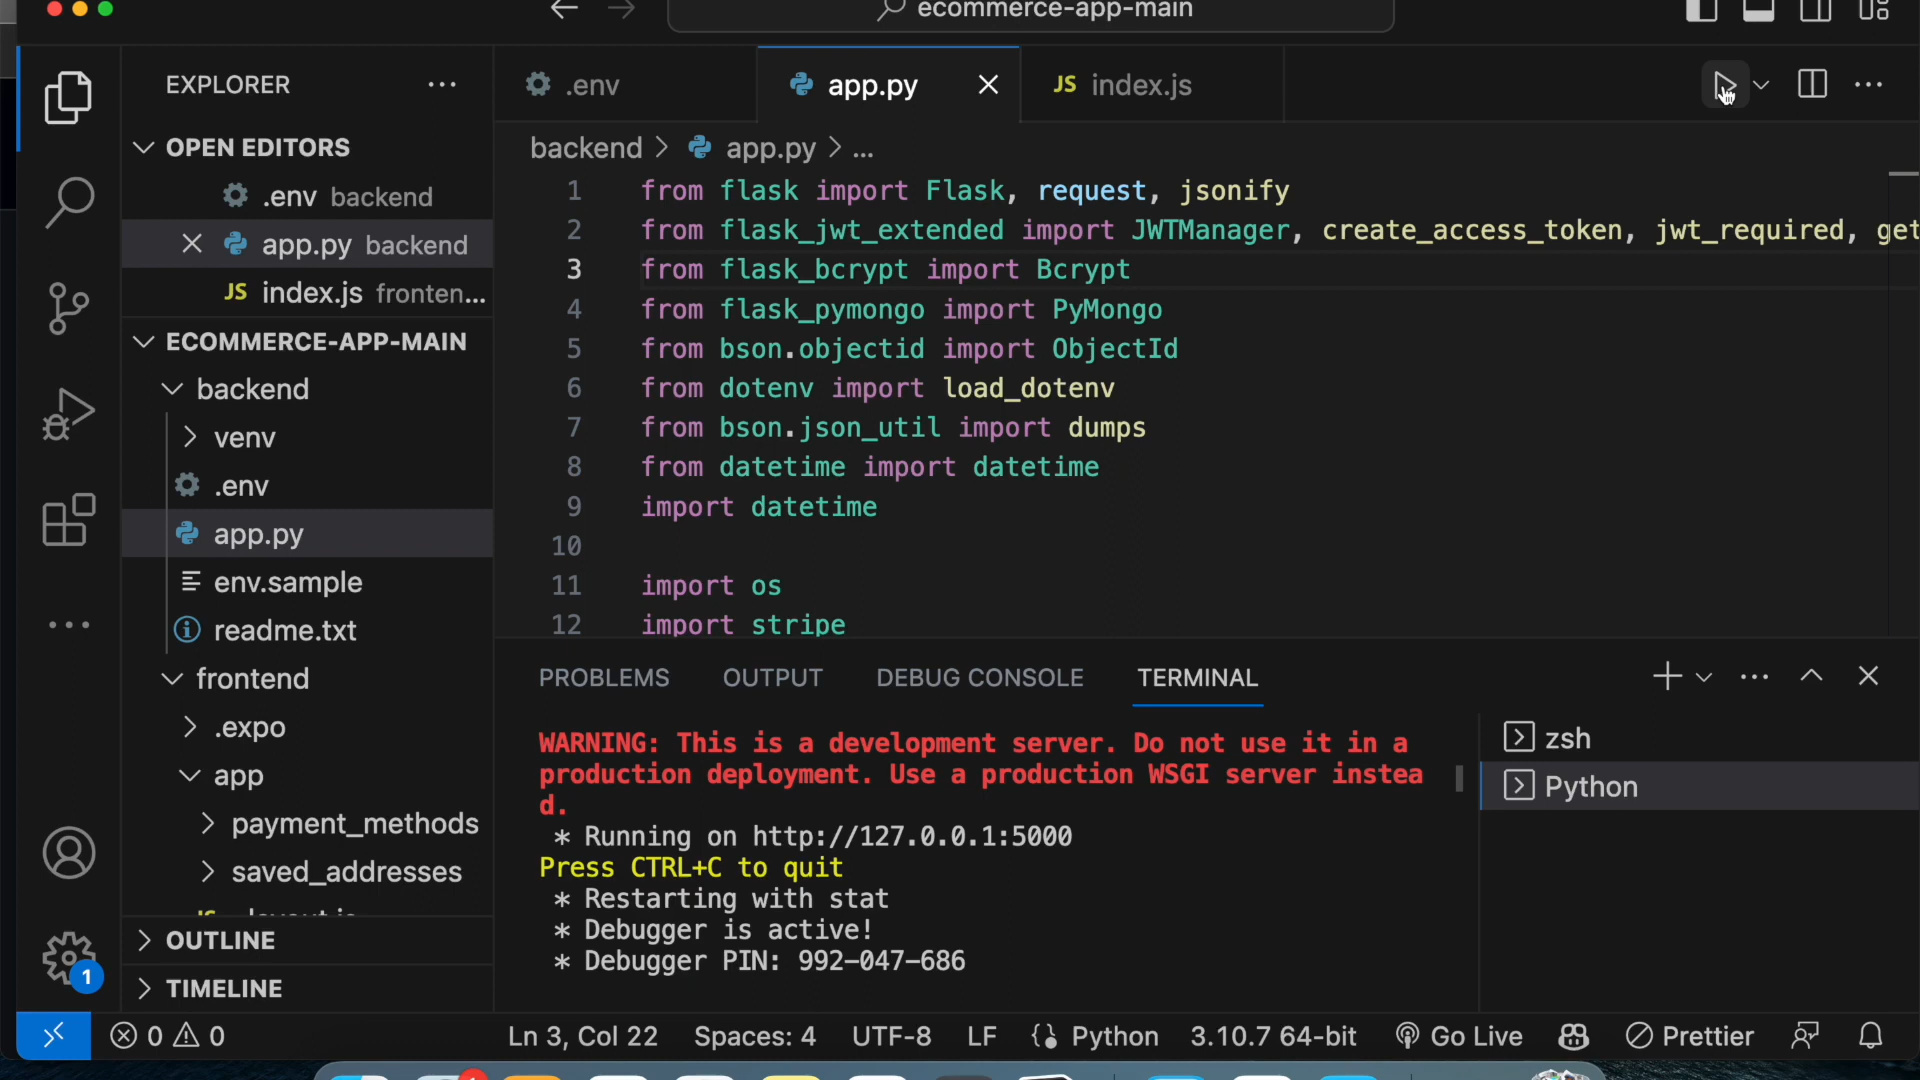 ecommerce-app-main
EXPLORER
.env
app.py
JS index.js
OPEN EDITORS
.env backend
app.py backend
JS index.js fronten...
ECOMMERCE-APP-MAIN
backend
venv
.env
app.py
env.sample
readme.txt
frontend
.expo
app
payment_methods
saved_addresses
OUTLINE
TIMELINE
1
backend > app.py > ...
1 from flask import Flask, request, jsonify
2 from flask_jwt_extended import JWTManager, create_access_token, jwt_required, get
3 from flask_bcrypt import Bcrypt
4 from flask_pymongo import PyMongo
5 from bson.objectid import ObjectId
6 from dotenv import load_dotenv
7 from bson.json_util import dumps
8 from datetime import datetime
9 import datetime
10
11 import os
12 import stripe
PROBLEMS OUTPUT DEBUG CONSOLE TERMINAL
WARNING: This is a development server. Do not use it in a
production deployment. Use a production WSGI server instea
d.
* Running on http://127.0.0.1:5000
Press CTRL+C to quit
* Restarting with stat
* Debugger is active!
* Debugger PIN: 992-047-686
zsh
Python
0 0 Ln 3, Col 22 Spaces: 4 UTF-8 LF {} Python 3.10.7 64-bit Go Live Prettier